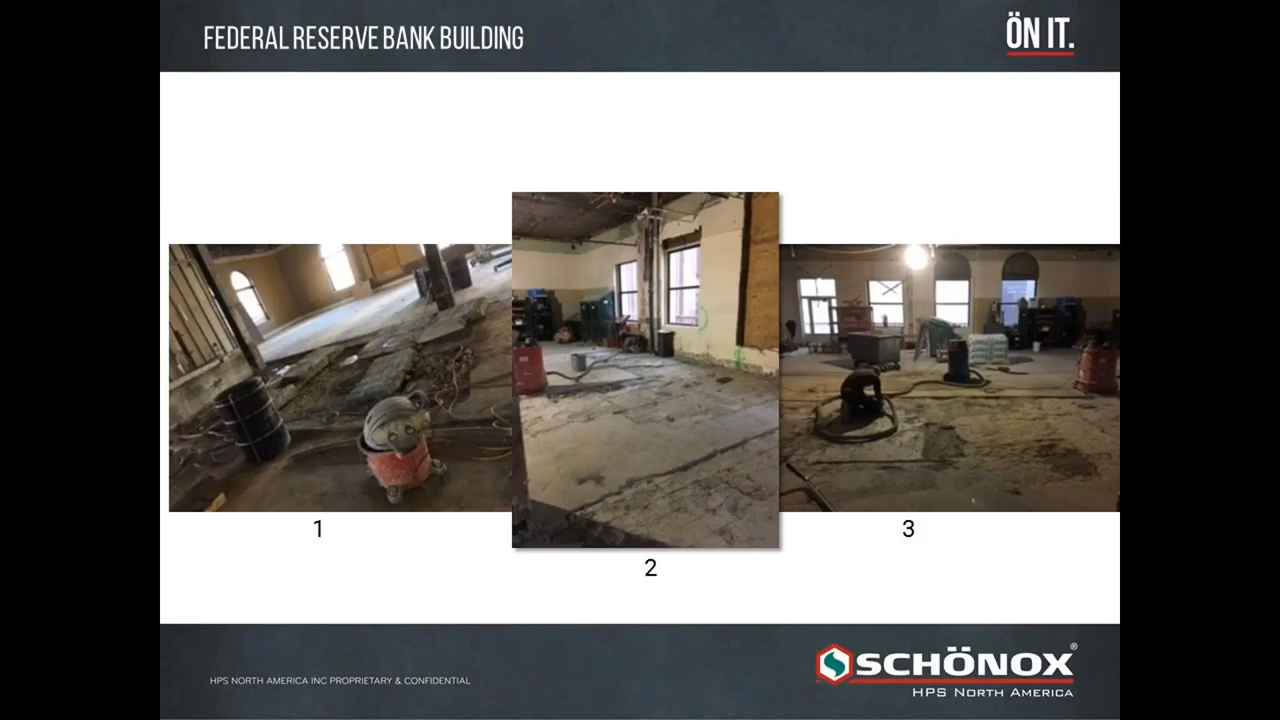 FEDERAL RESERVE BANK BUILDING
ÖN IT.
1
2
3
HPS NORTH AMERICA INC PROPRIETARY & CONFIDENTIAL
SCHÖNOX®
HPS NORTH AMERICA